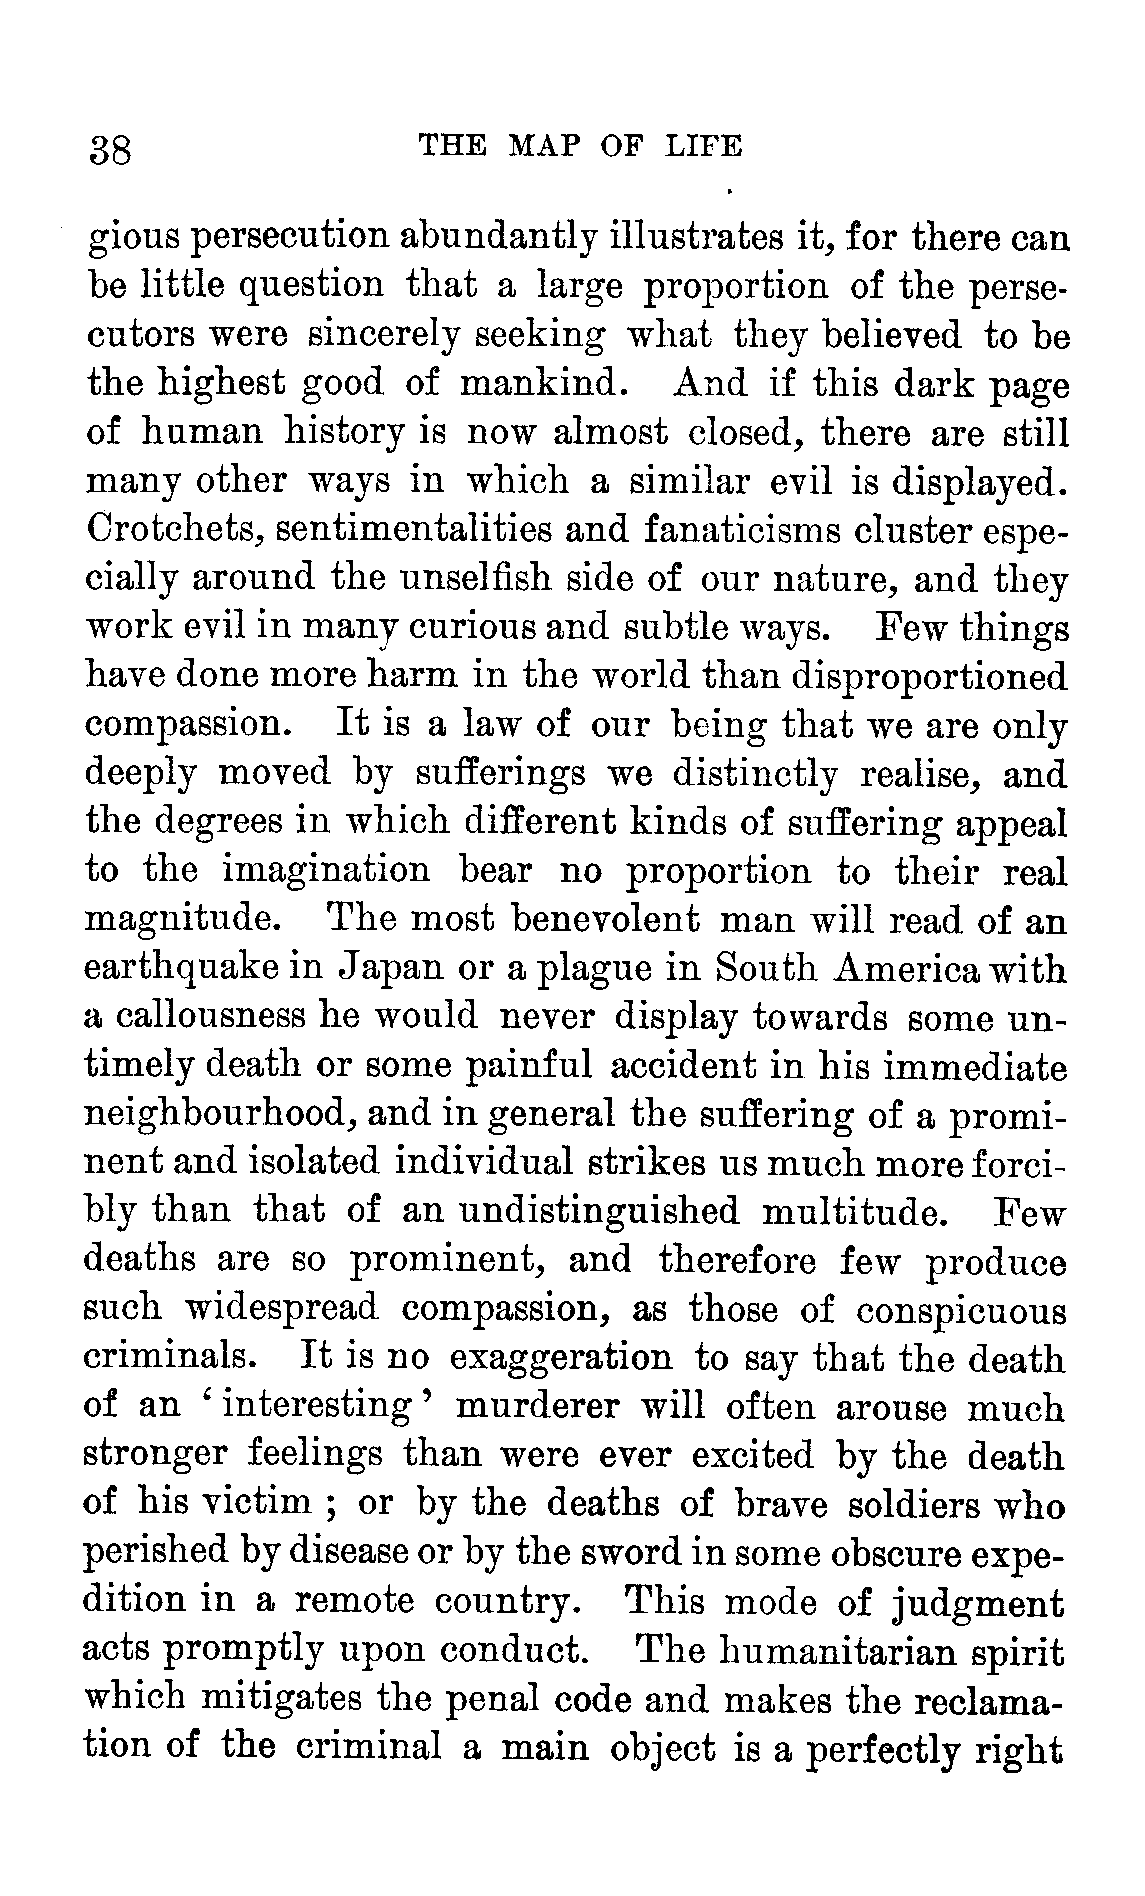 38 THE MAP OF LIFE
gious persecution abundantly illustrates it, for there can
be little question that a large proportion of the perse-
cutors were sincerely seeking what they believed to be
the highest good of mankind. And if this dark page
of human history is now almost closed, there are still
many other ways in which a similar evil is displayed.
Crotchets, sentimentalities and fanaticisms cluster espe-
cially around the unselfish side of our nature, and they
work evil in many curious and subtle ways. Few things
have done more harm in the world than disproportioned
compassion. It is a law of our being that we are only
deeply moved by sufferings we distinctly realise, and
the degrees in which different kinds of suffering appeal
to the imagination bear no proportion to their real
magnitude. The most benevolent man will read of an
earthquake in Japan or a plague in South America with
a callousness he would never display towards some un-
timely death or some painful accident in his immediate
neighbourhood, and in general the suffering of a promi-
nent and isolated individual strikes us much more forci-
bly than that of an undistinguished multitude. Few
deaths are so prominent, and therefore few produce
such widespread compassion, as those of conspicuous
criminals. It is no exaggeration to say that the death
of an ‘ interesting ’ murderer will often arouse much
stronger feelings than were ever excited by the death
of his victim ; or by the deaths of brave soldiers who
perished by disease or by the sword in some obscure expe-
dition in a remote country. This mode of judgment
acts promptly upon conduct. The humanitarian spirit
which mitigates the penal code and makes the reclama-
tion of the criminal a main object is a perfectly right